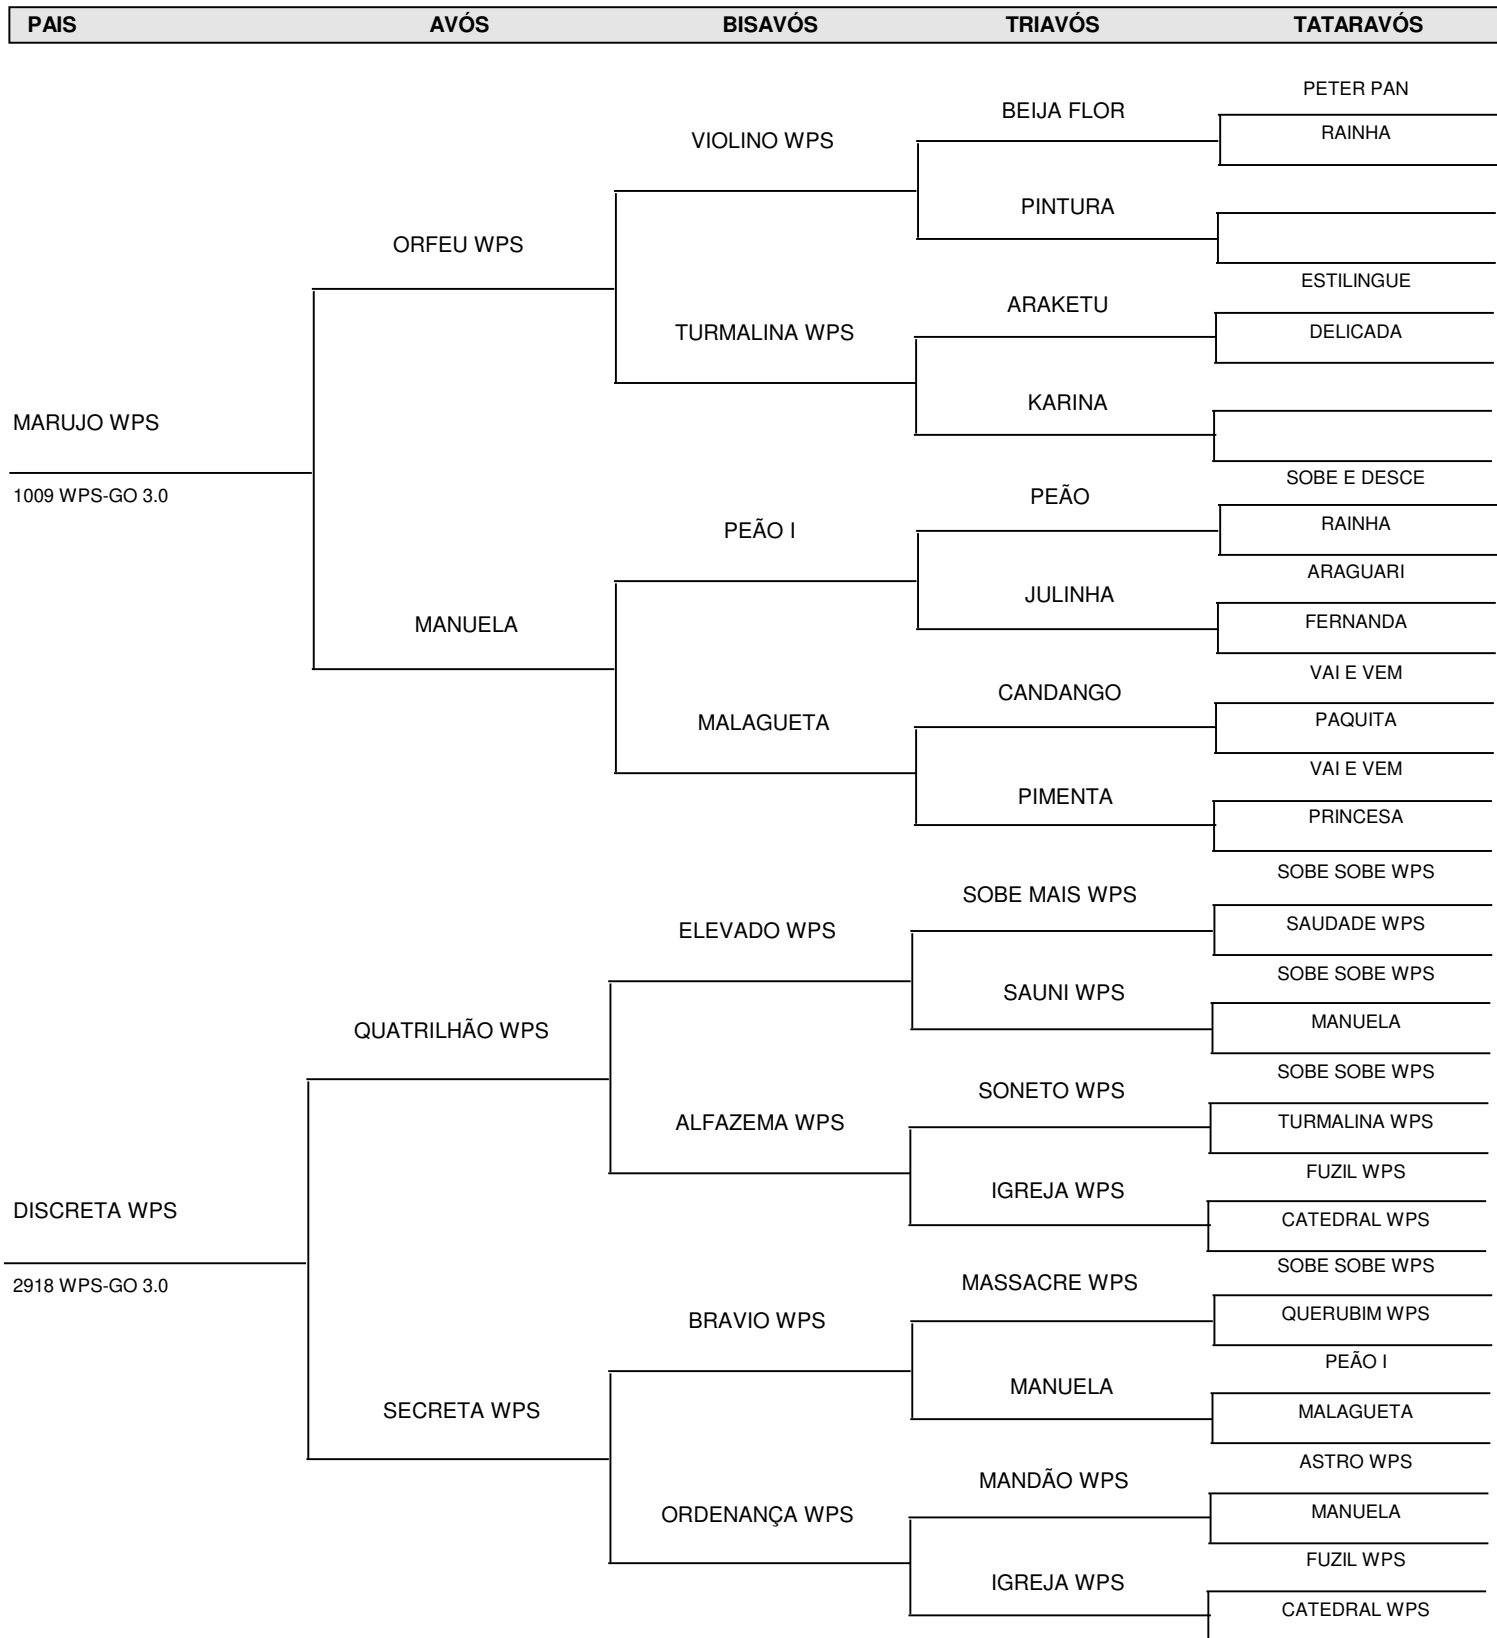 PAIS AVÓS BISAVÓS TRIAVÓS TATARAVÓS
PETER PAN
BEIJA FLOR
RAINHA
VIOLINO WPS
PINTURA
ORFEU WPS
ESTILINGUE
ARAKETU
TURMALINA WPS
DELICADA
KARINA
MARUJO WPS
SOBE E DESCE
1009 WPS-GO 3.0
PEÃO
RAINHA
PEÃO I
ARAGUARI
JULINHA
FERNANDA
MANUELA
VAI E VEM
CANDANGO
PAQUITA
MALAGUETA
VAI E VEM
PIMENTA
PRINCESA
SOBE SOBE WPS
SOBE MAIS WPS
SAUDADE WPS
ELEVADO WPS
SOBE SOBE WPS
SAUNI WPS
MANUELA
QUATRILHÃO WPS
SOBE SOBE WPS
SONETO WPS
TURMALINA WPS
ALFAZEMA WPS
FUZIL WPS
IGREJA WPS
DISCRETA WPS
CATEDRAL WPS
SOBE SOBE WPS
2918 WPS-GO 3.0
MASSACRE WPS
QUERUBIM WPS
BRAVIO WPS
PEÃO I
MANUELA
SECRETA WPS
MALAGUETA
ASTRO WPS
MANDÃO WPS
MANUELA
ORDENANÇA WPS
FUZIL WPS
IGREJA WPS
CATEDRAL WPS